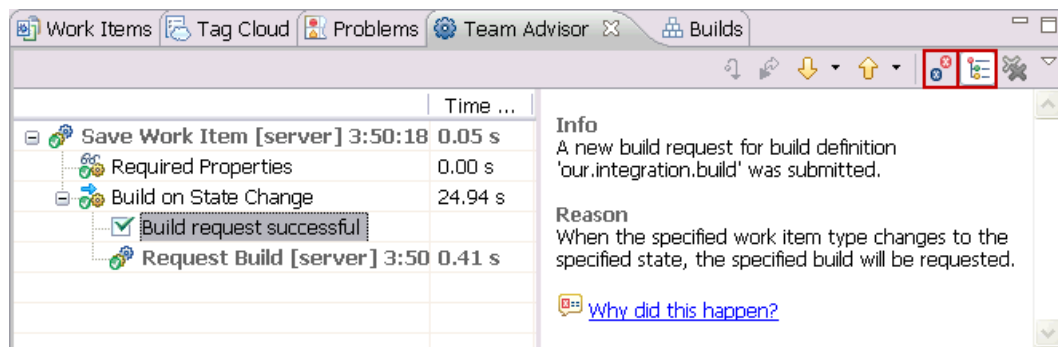 Work Items Tag Cloud Problems Team Advisor Builds
Time ...
Save Work Item [server] 3:50:18 0.05 s
Required Properties 0.00 s
Build on State Change 24.94 s
Build request successful
Request Build [server] 3:50 0.41 s
Info
A new build request for build definition
'our.integration.build' was submitted.
Reason
When the specified work item type changes to the
specified state, the specified build will be requested.
Why did this happen?